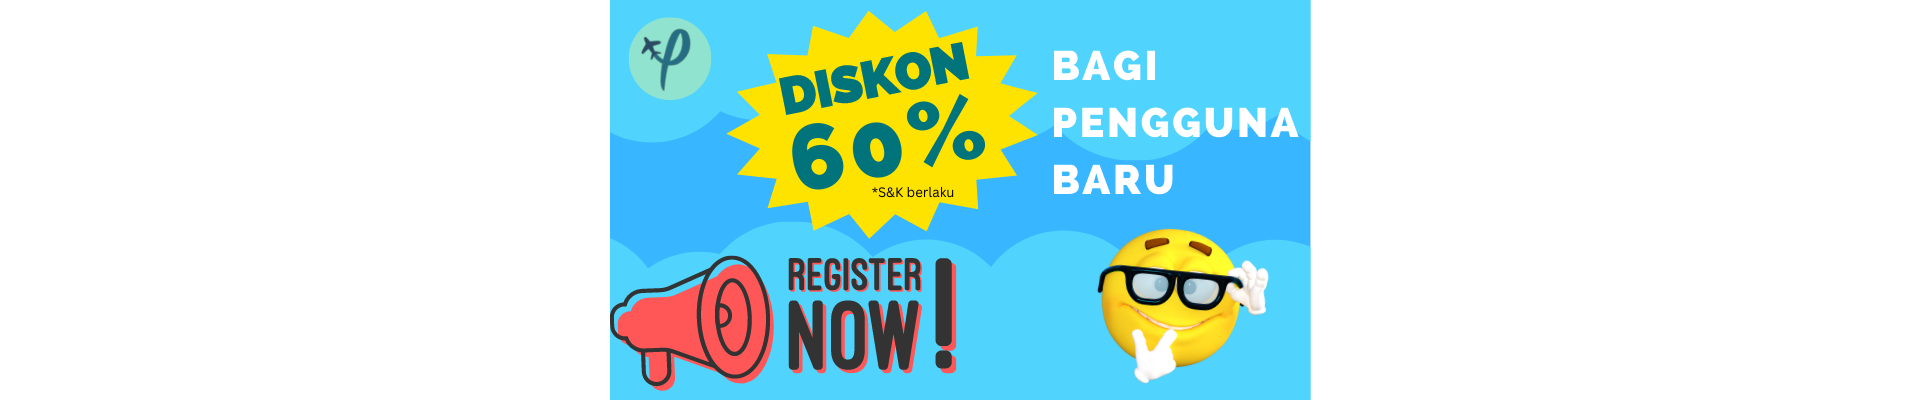 DISKON
60%
*S&K berlaku
BAGI
PENGGUNA
BARU
REGISTER
NOW!